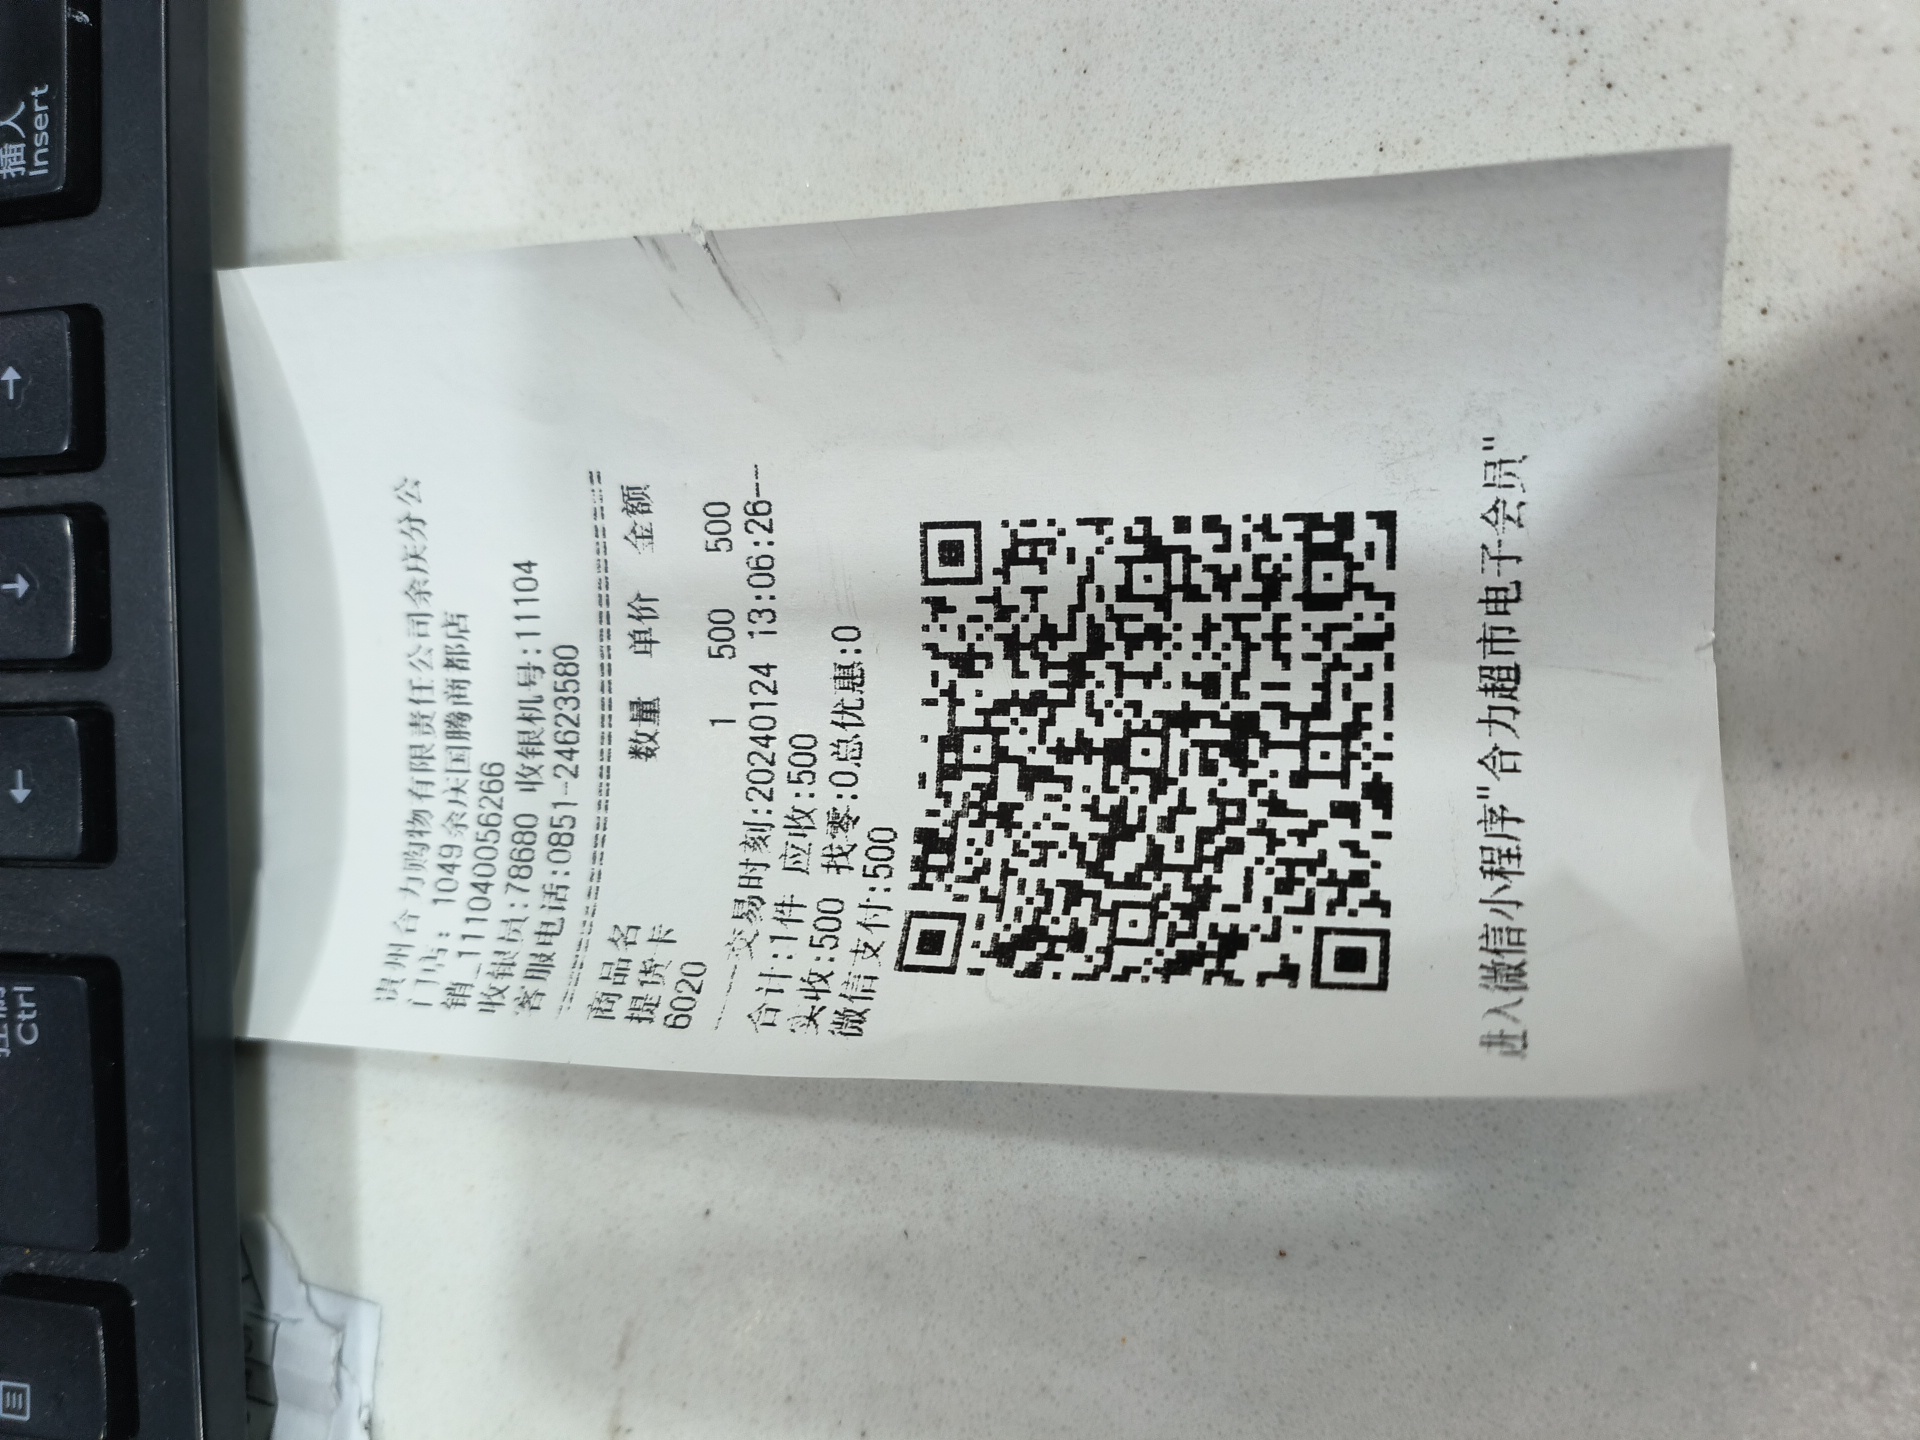 贵州合力购物有限责任公司余庆分公
门店: 1049余庆国腾商都店
销_1110400056266
收银员:78680 收银机号:11104
客服电话:0851-24623580
商品名 数量 单价 金额
提货卡
6020 1 500 500
----交易时刻:20240124 13:06:26---
合计:1件 应收:500
实收:500 找零:0总优惠:0
微信支付:500
进入微信小程序"合力超市电子会员"
插入
Insert
Ctrl